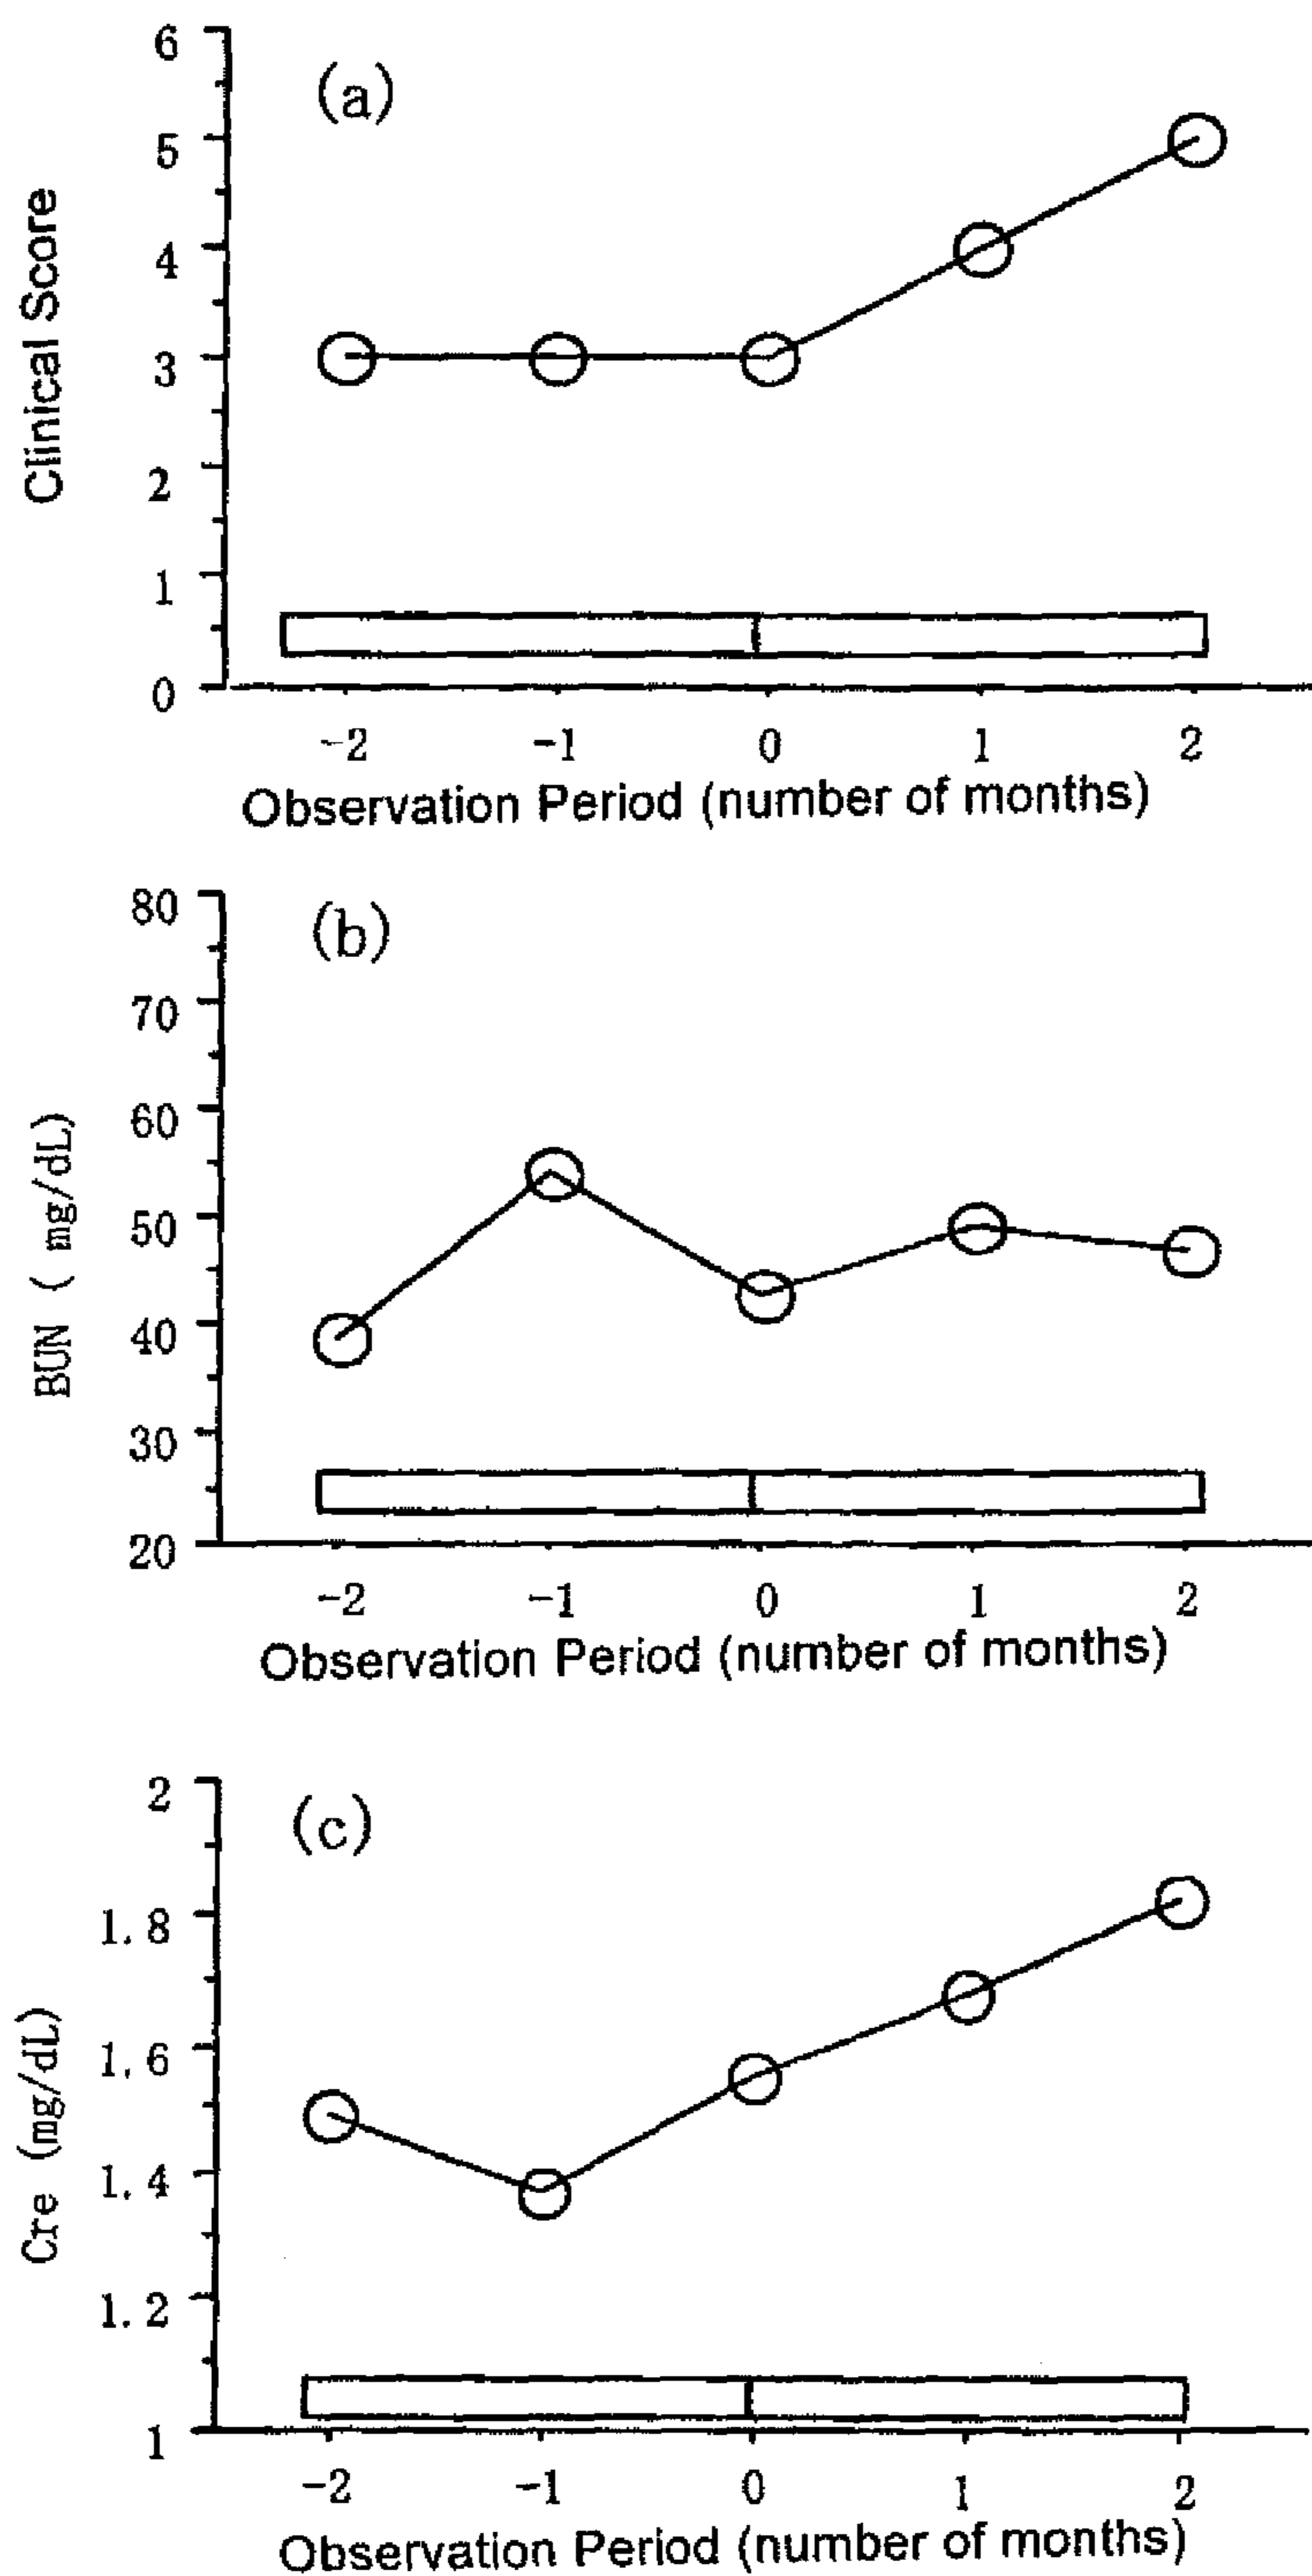 (a)
Clinical Score
6
5
4
3
2
1
0
-2 -1 0 1 2
Observation Period (number of months)
(b)
BUN ( mg/dL)
80
70
60
50
40
30
20
-2 -1 0 1 2
Observation Period (number of months)
(c)
Cre (mg/dL)
2
1.8
1.6
1.4
1.2
1
-2 -1 0 1 2
Observation Period (number of months)